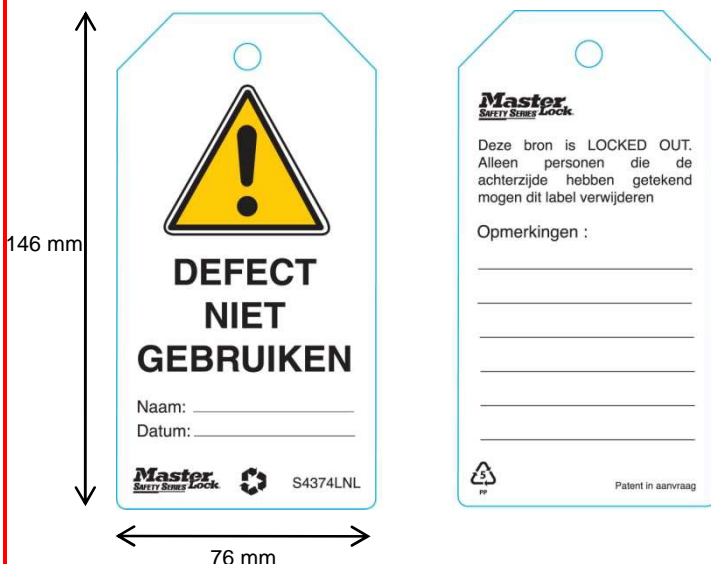 146 mm
DEFECT
NIET
GEBRUIKEN
Naam:
Datum:
Master Lock
SAFETY SERIES
S4374LNL
76 mm
Master Lock
SAFETY SERIES
Deze bron is LOCKED OUT.
Alleen personen die de
achterzijde hebben getekend
mogen dit label verwijderen
Opmerkingen :
5
PP
Patent in aanvraag